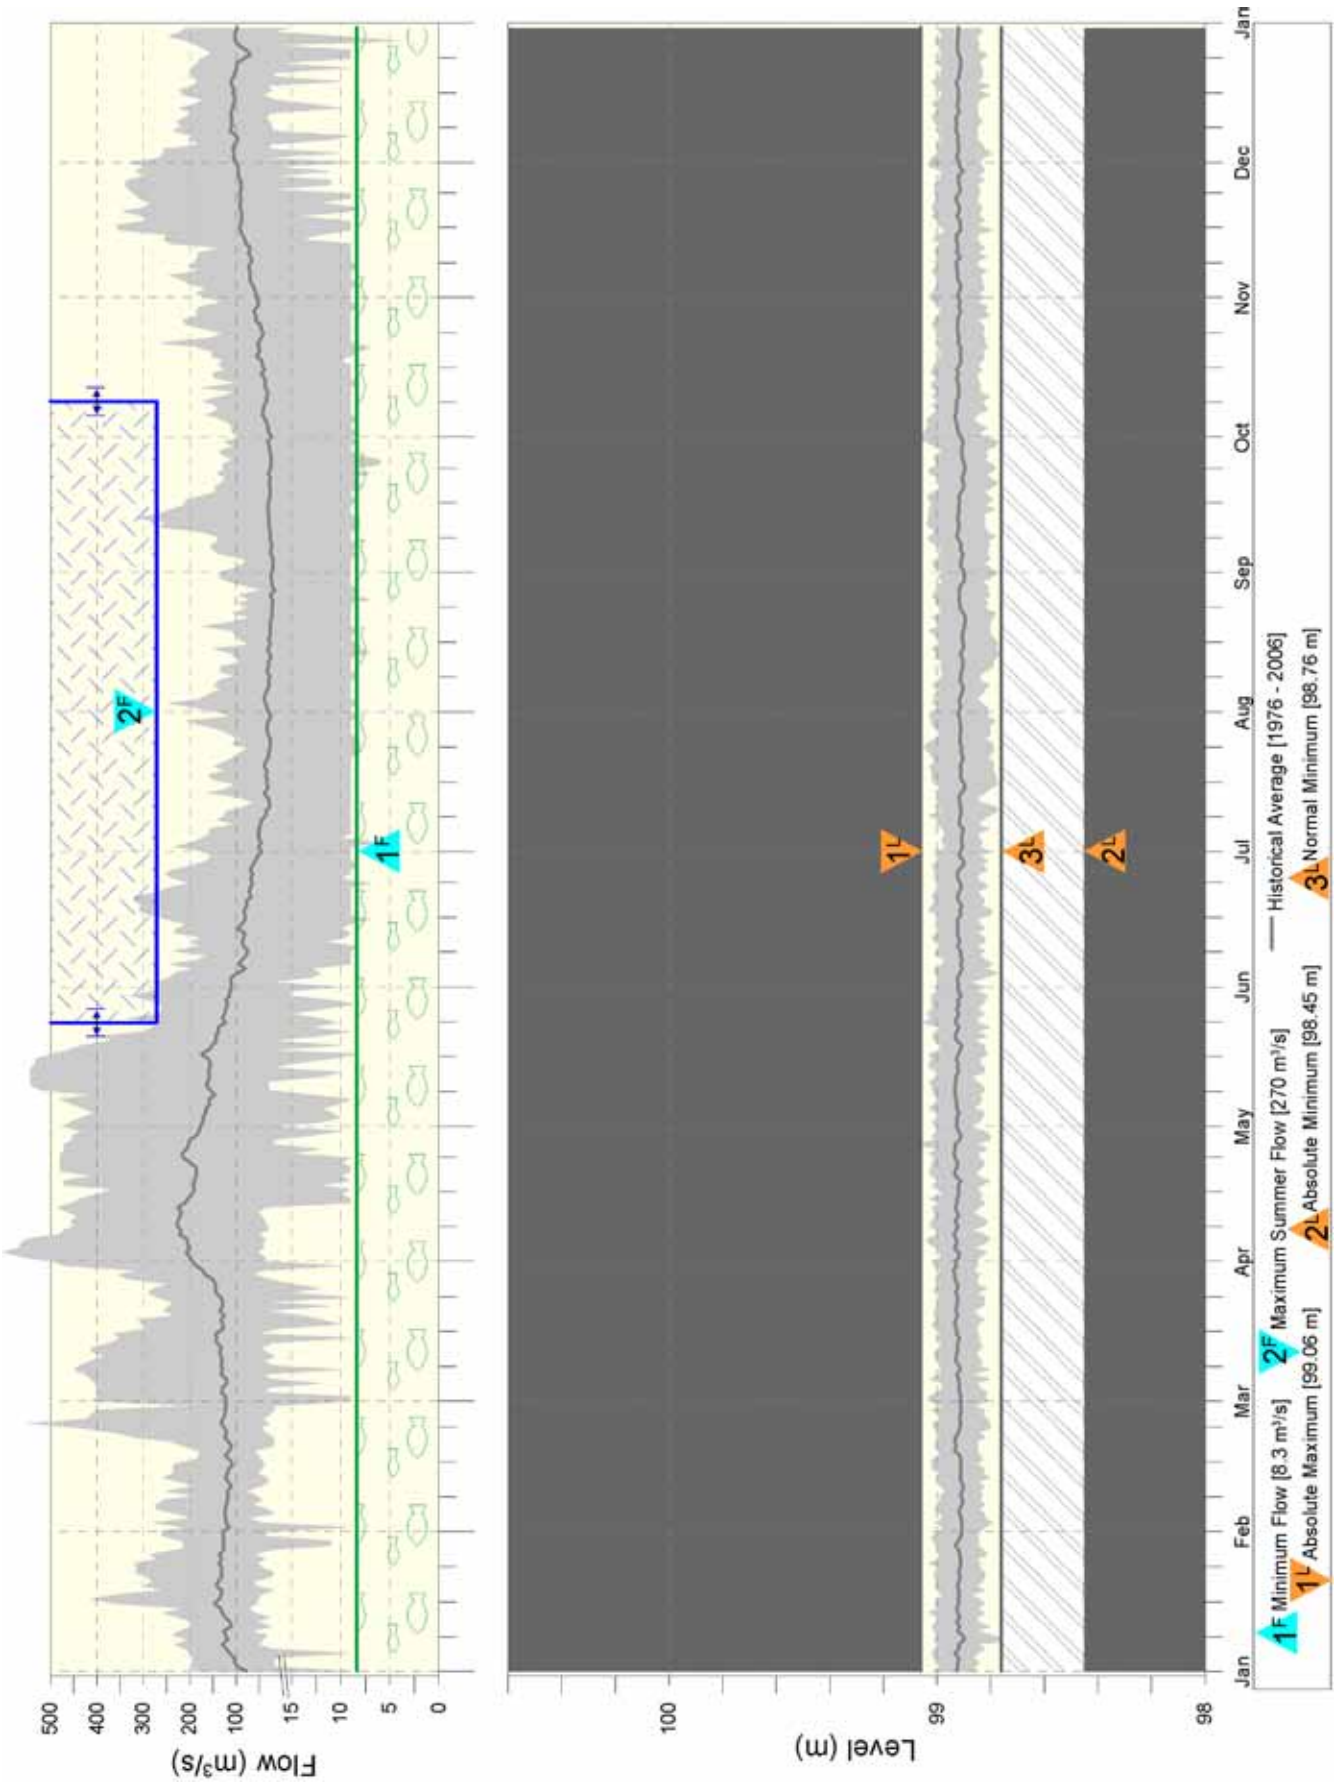 Flow (m³/s)
500
400
300
200
100
15
10
5
0
2F
1F
Level (m)
100
99
98
1L
3L
2L
Jan
Feb
Mar
Apr
May
Jun
Jul
Aug
Sep
Oct
Nov
Dec
Jan
1F Minimum Flow [8.3 m³/s]
2F Maximum Summer Flow [270 m³/s]
Historical Average [1976 - 2006]
1L Absolute Maximum [99.06 m]
2L Absolute Minimum [98.45 m]
3L Normal Minimum [98.76 m]